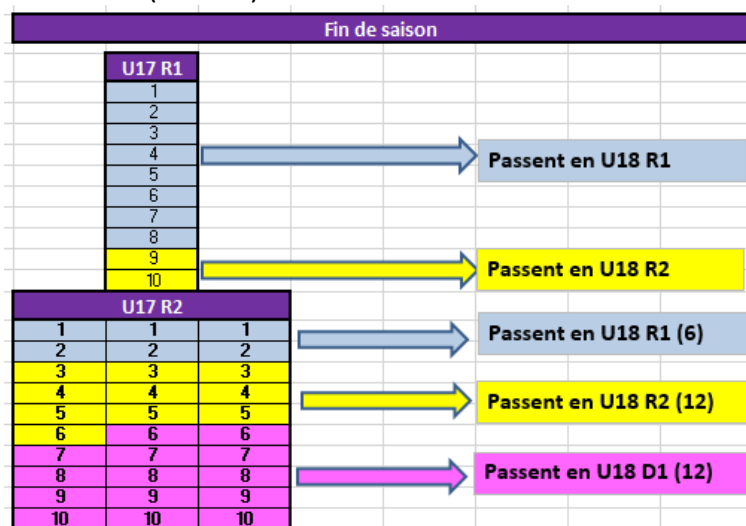 Fin de saison
U17 R1
1
2
3
4
Passent en U18 R1
5
6
7
8
9
Passent en U18 R2
10
U17 R2
1 1 1
Passent en U18 R1 (6)
2 2 2
3 3 3
4 4 4
Passent en U18 R2 (12)
5 5 5
6 6 6
7 7 7
8 8 8
Passent en U18 D1 (12)
9 9 9
10 10 10